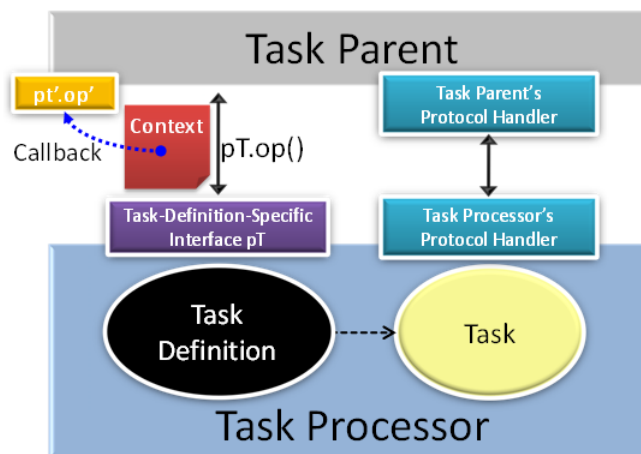 Task Parent
pt'.op'
Task Parent's
Protocol Handler
Context
pT.op()
Callback
Task-Definition-Specific
Interface pT
Task Processor's
Protocol Handler
Task
Definition
Task
Task Processor